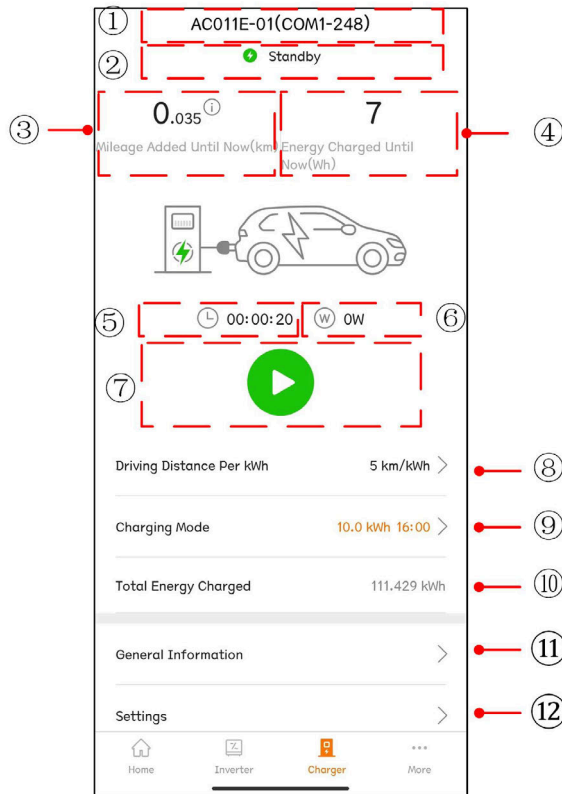 ① AC011E-01(COM1-248)
② Standby
③ 0.035 i 7 ④
Mileage Added Until Now(km) Energy Charged Until
Now(Wh)
⑤ 00:00:20 W 0W ⑥
⑦
Driving Distance Per kWh 5 km/kWh > ⑧
Charging Mode 10.0 kWh 16:00 > ⑨
Total Energy Charged 111.429 kWh ⑩
General Information > ⑪
Settings > ⑫
Home Inverter Charger More